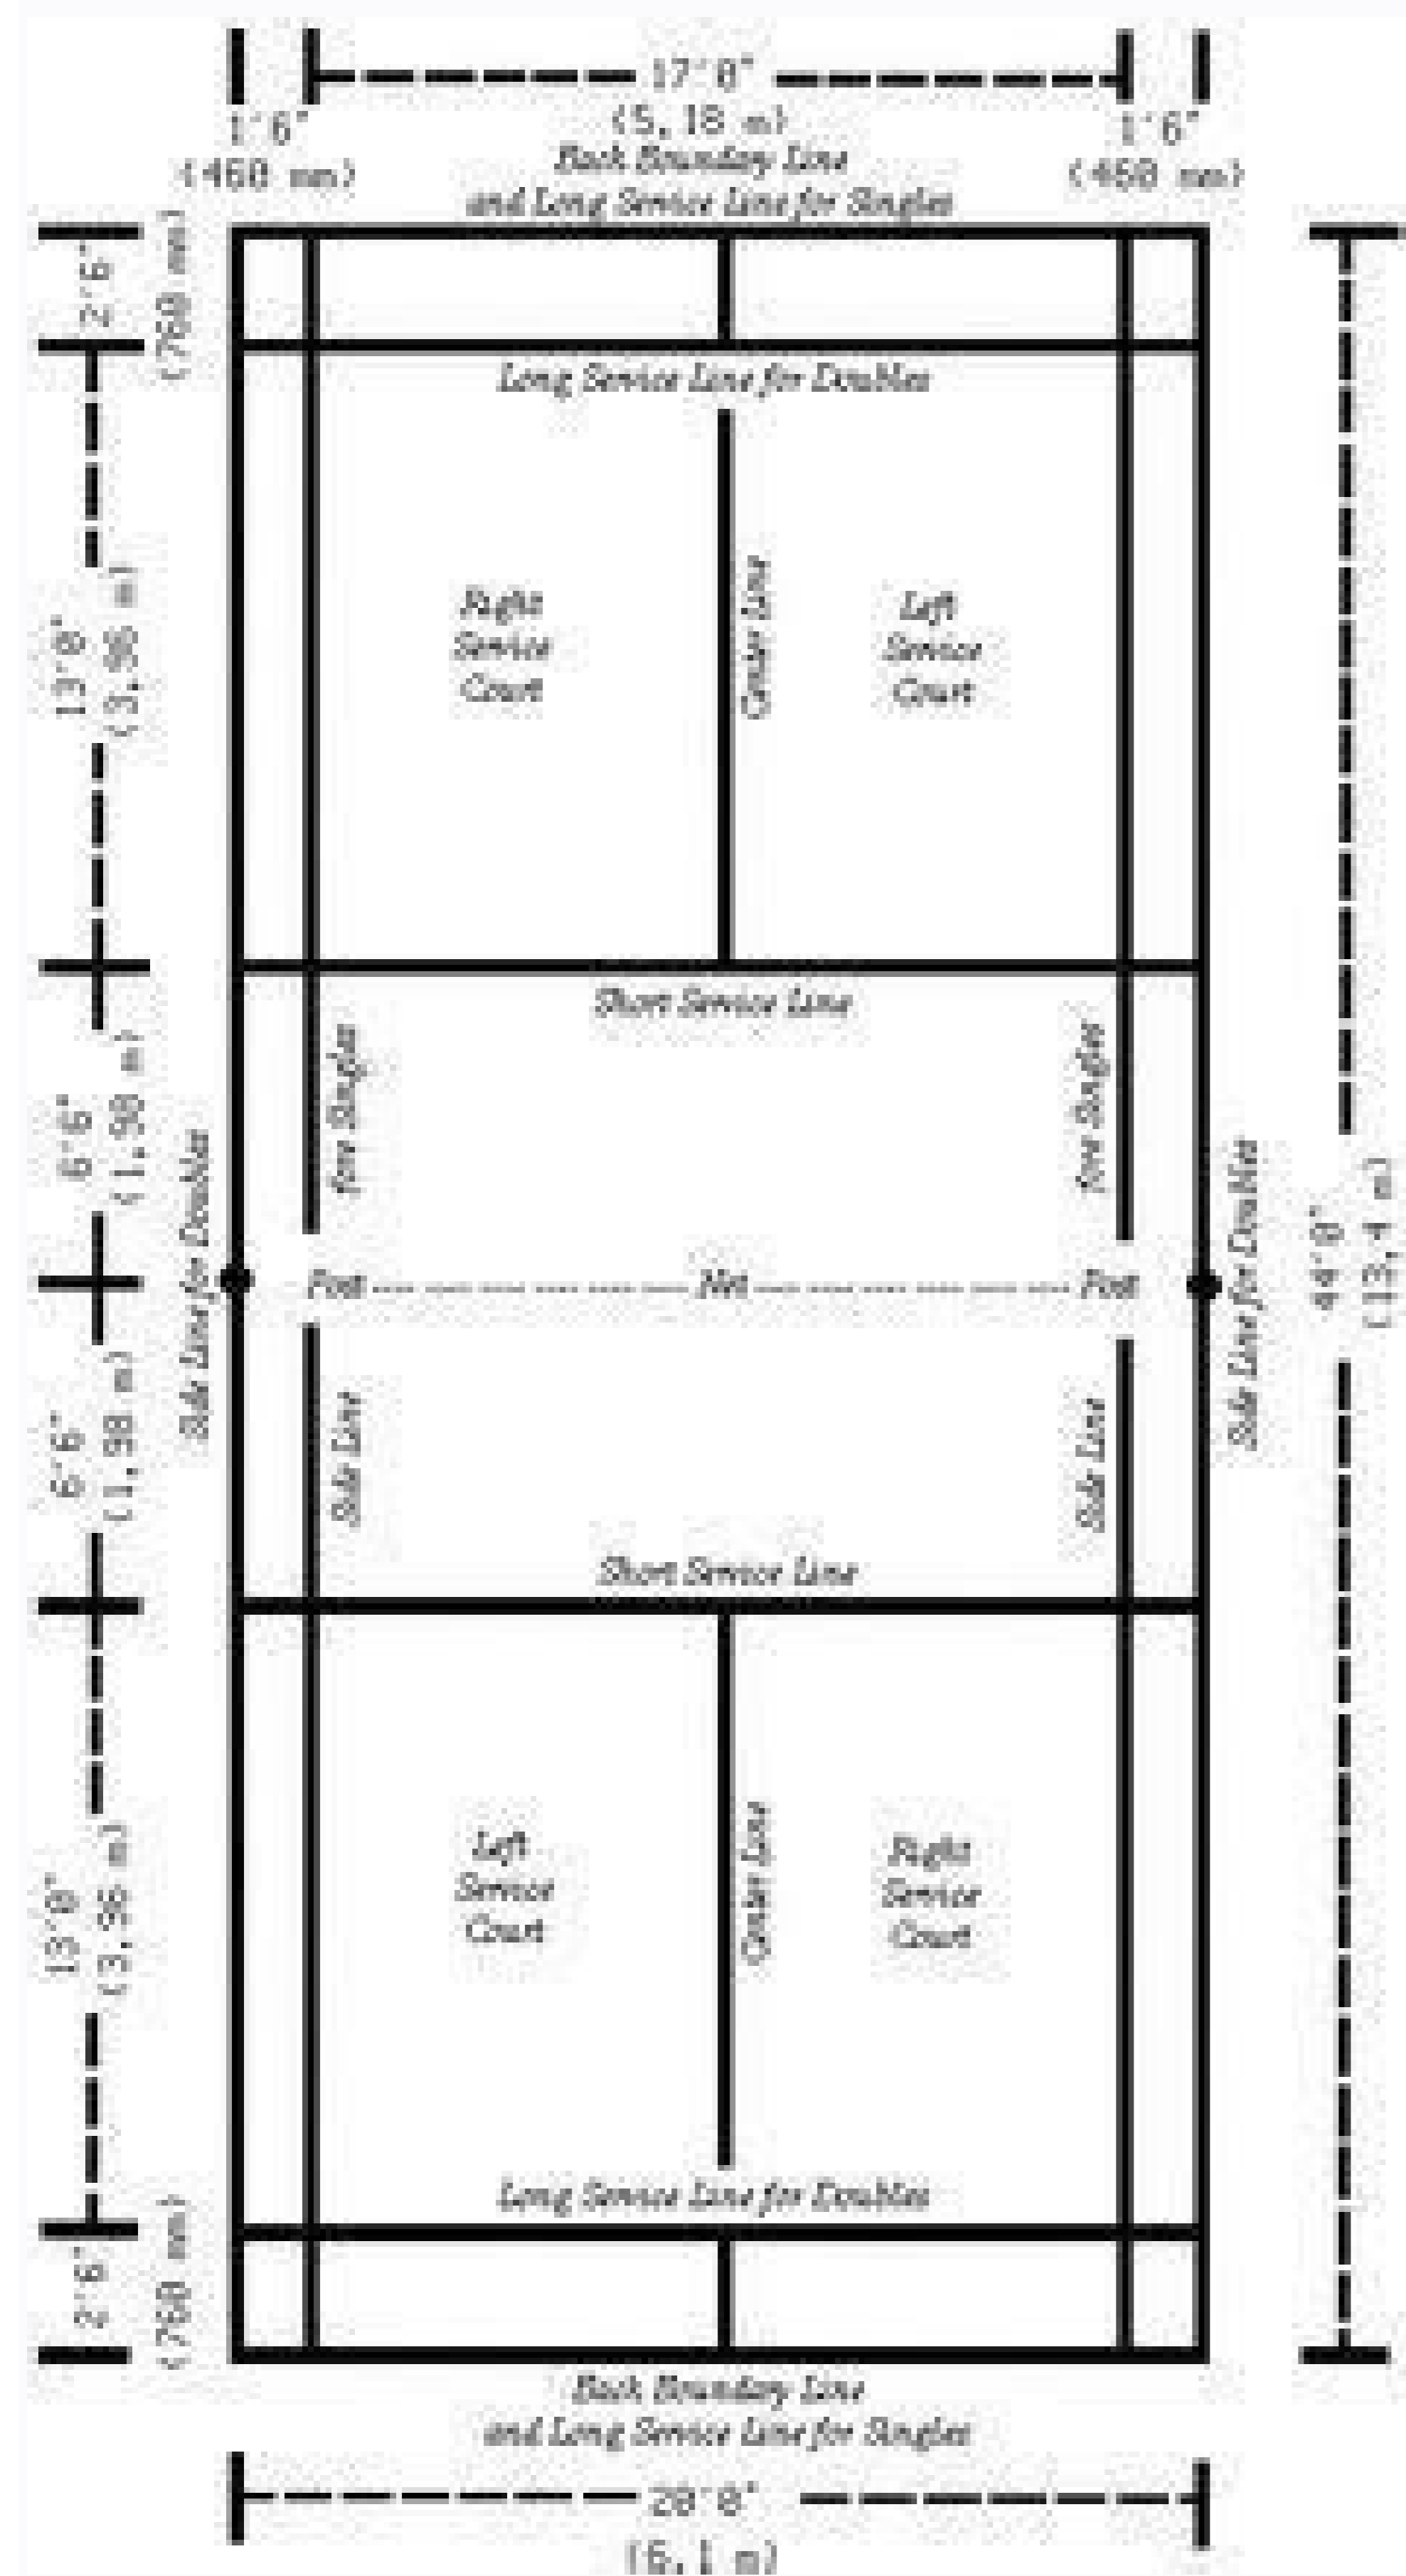 17'0"
(5,18 m)
1'6"
(460 mm)
1'6"
(460 mm)
Back Boundary Line
and Long Service Line for Singles
2'6"
(760 mm)
Long Service Line for Doubles
13'0"
(3,96 m)
Right
Service
Court
Center Line
Left
Service
Court
Short Service Line
6'6"
(1,98 m)
forr Singles
forr Singles
Side Line for Doubles
Post
Net
Post
Side Line for Doubles
44'0"
(13,4 m)
6'6"
(1,98 m)
Side Line
Side Line
Short Service Line
13'0"
(3,96 m)
Left
Service
Court
Center Line
Right
Service
Court
Long Service Line for Doubles
2'6"
(760 mm)
Back Boundary Line
and Long Service Line for Singles
20'0"
(6,1 m)